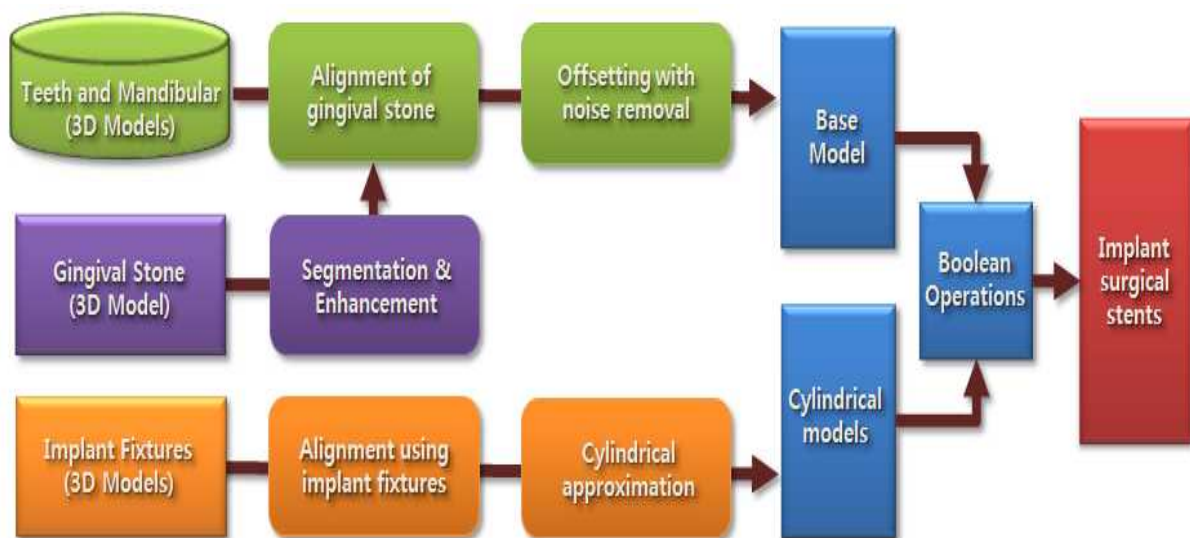 Teeth and Mandibular
(3D Models)
Alignment of
gingival stone
Offsetting with
noise removal
Base
Model
Gingival Stone
(3D Model)
Segmentation &
Enhancement
Boolean
Operations
Implant
surgical
stents
Implant Fixtures
(3D Models)
Alignment using
implant fixtures
Cylindrical
approximation
Cylindrical
models